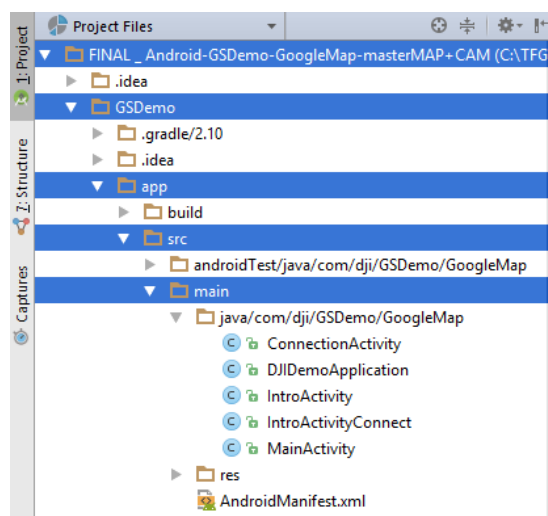 Project Files
1: Project
FINAL _ Android-GSDemo-GoogleMap-masterMAP+CAM (C:\TFG
.idea
GSDemo
.gradle/2.10
.idea
app
build
src
androidTest/java/com/dji/GSDemo/GoogleMap
main
java/com/dji/GSDemo/GoogleMap
ConnectionActivity
DJIDemoApplication
IntroActivity
IntroActivityConnect
MainActivity
res
AndroidManifest.xml
7: Structure
Captures